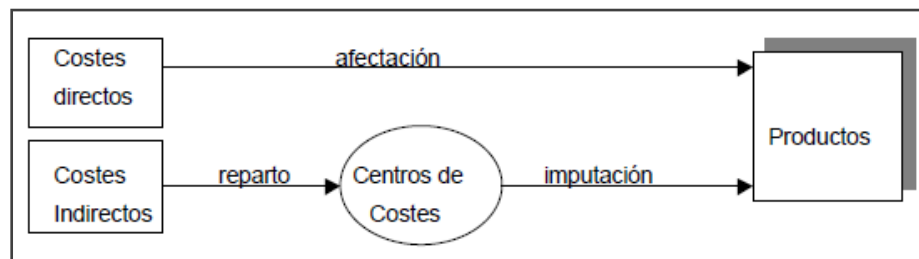 Costes
directos
afectación
Productos
Costes
Indirectos
reparto
Centros de
Costes
imputación